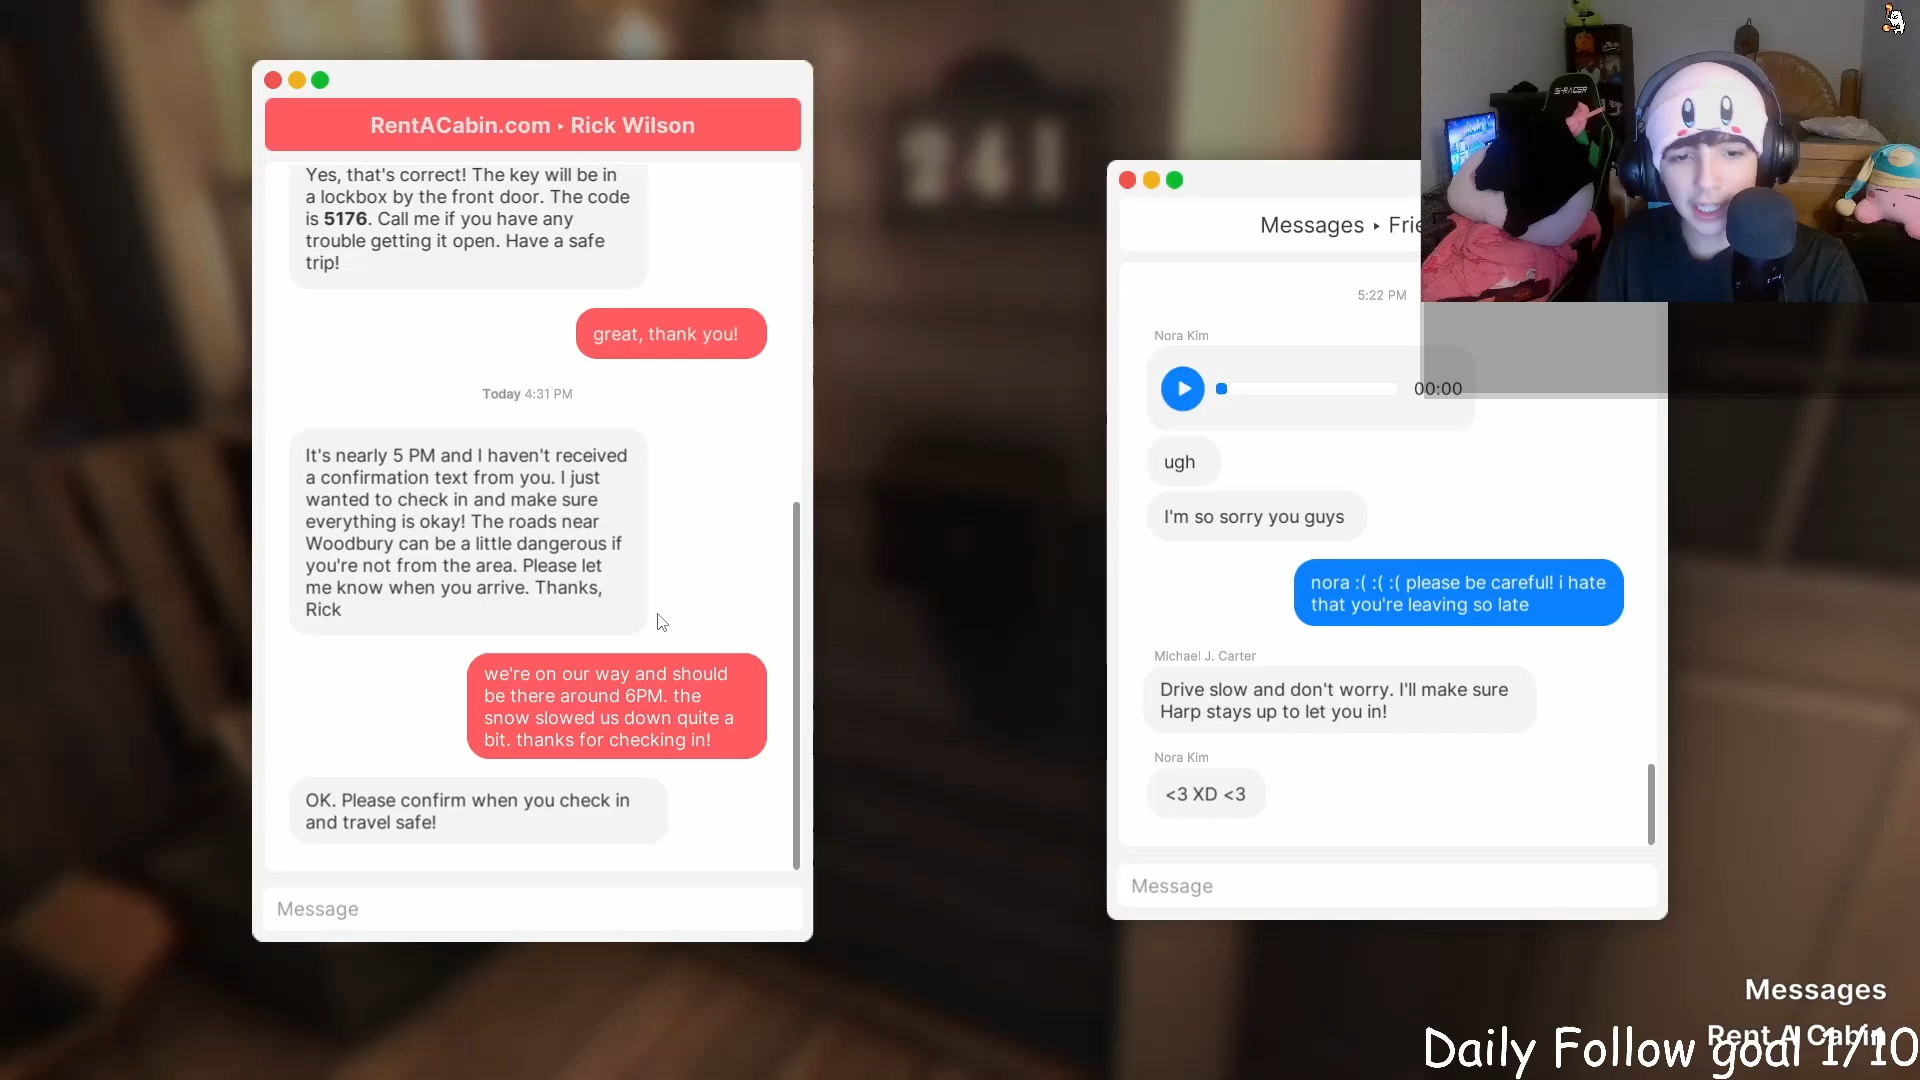 RentACabin.com ‣ Rick Wilson
Yes, that's correct! The key will be in
a lockbox by the front door. The code
is 5176. Call me if you have any
trouble getting it open. Have a safe
trip!
great, thank you!
Today 4:31 PM
It's nearly 5 PM and I haven't received
a confirmation text from you. I just
wanted to check in and make sure
everything is okay! The roads near
Woodbury can be a little dangerous if
you're not from the area. Please let
me know when you arrive. Thanks,
Rick
we're on our way and should
be there around 6PM. the
snow slowed us down quite a
bit. thanks for checking in!
OK. Please confirm when you check in
and travel safe!
Message
241
S-RACER
Messages ‣ Frie
5:22 PM
Nora Kim
00:00
ugh
I'm so sorry you guys
nora :( :( :( please be careful! i hate
that you're leaving so late
Michael J. Carter
Drive slow and don't worry. I'll make sure
Harp stays up to let you in!
Nora Kim
<3 XD <3
Message
Messages
Rent A Cabin
Daily Follow goal 1/10